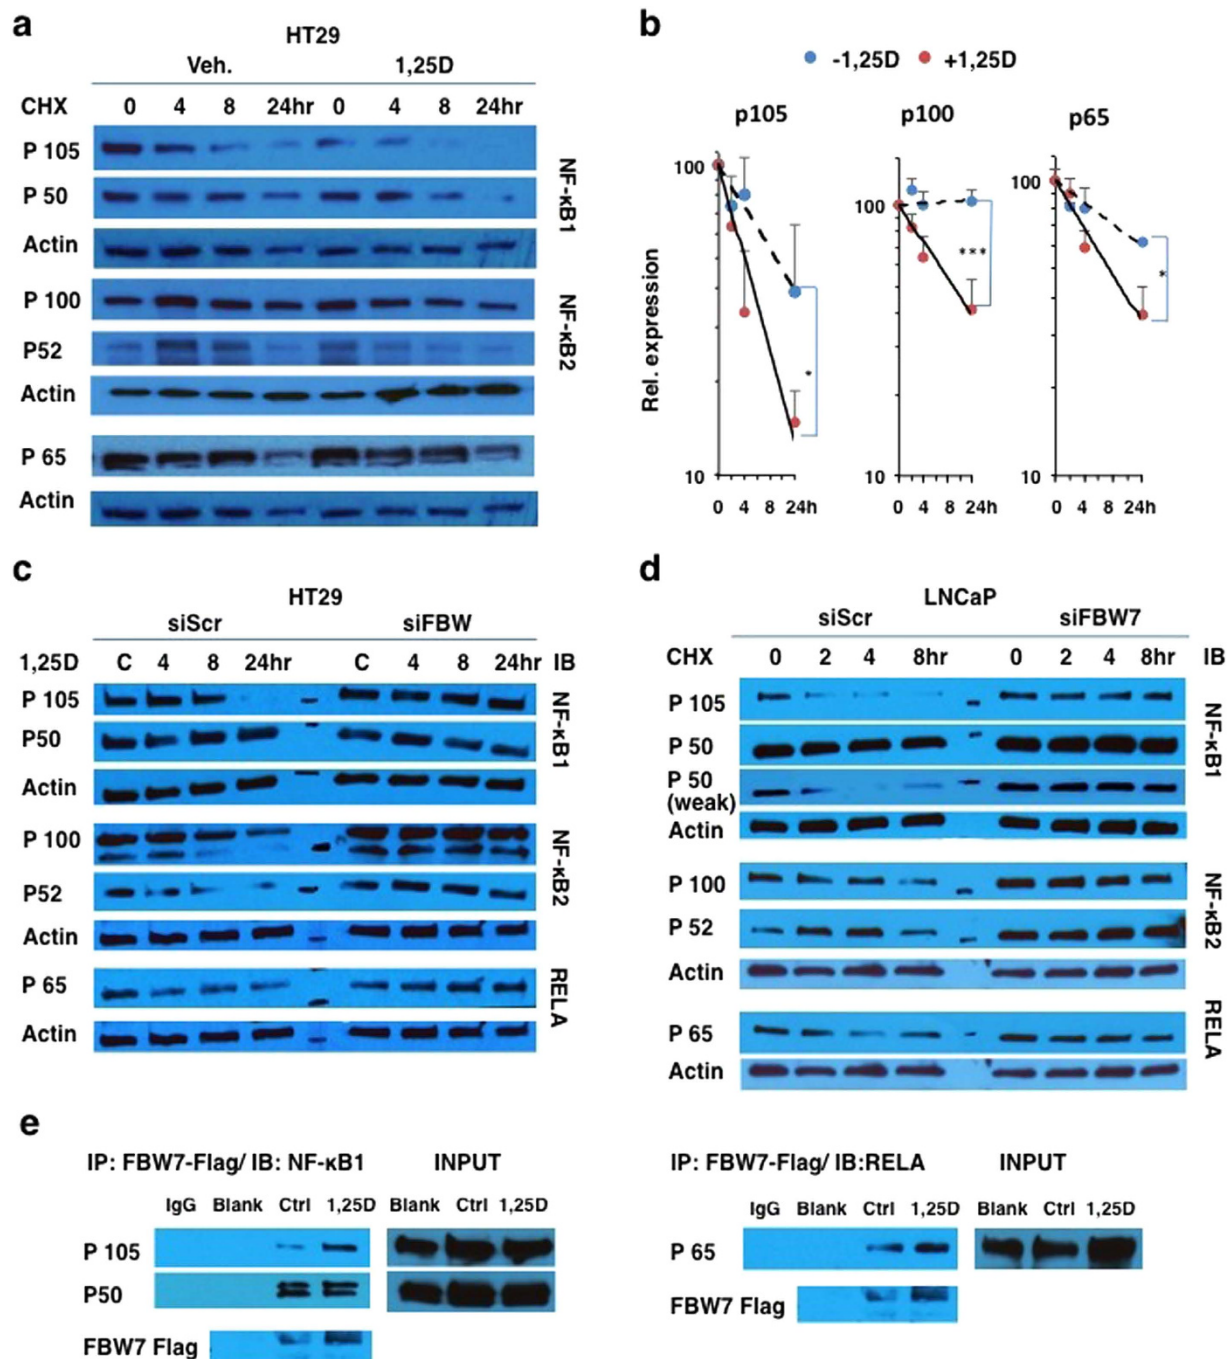 a
HT29
Veh. 1,25D
CHX 0 4 8 24hr 0 4 8 24hr
P 105
P 50
Actin
NF-κB1
P 100
P52
Actin
NF-κB2
P 65
Actin
b
-1,25D +1,25D
p105 p100 p65
Rel. expression
100 100 100
*
***
*
10 10 10
0 4 8 24h 0 4 8 24h 0 4 8 24h
c
HT29
siScr siFBW
1,25D C 4 8 24hr C 4 8 24hr IB
P 105
P50
Actin
NF-κB1
P 100
P52
Actin
NF-κB2
P 65
Actin
RELA
d
LNCaP
siScr siFBW7
CHX 0 2 4 8hr 0 2 4 8hr IB
P 105
P 50
P 50
(weak)
Actin
NF-κB1
P 100
P 52
Actin
NF-κB2
P 65
Actin
RELA
e
IP: FBW7-Flag/ IB: NF-κB1 INPUT
IgG Blank Ctrl 1,25D Blank Ctrl 1,25D
P 105
P50
FBW7 Flag
IP: FBW7-Flag/ IB:RELA INPUT
IgG Blank Ctrl 1,25D Blank Ctrl 1,25D
P 65
FBW7 Flag